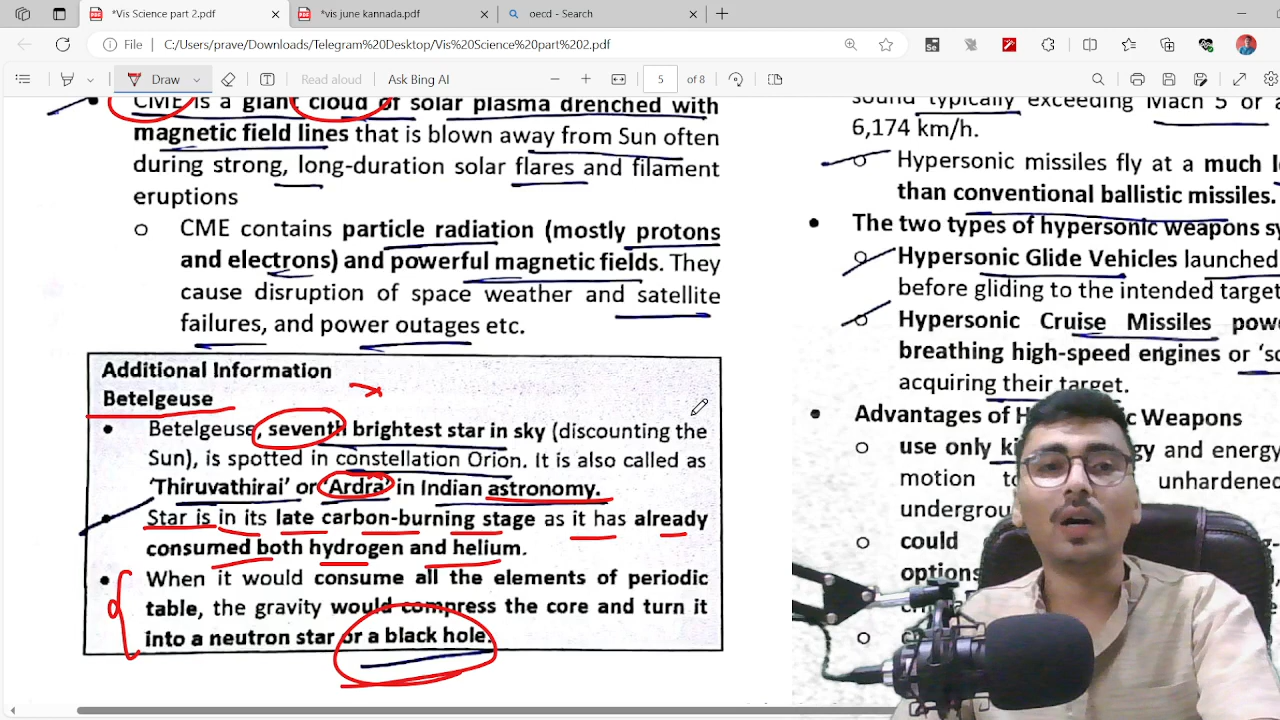 *Vis Science part 2.pdf
*vis june kannada.pdf
oecd - Search
File
C:/Users/prave/Downloads/Telegram%20Desktop/Vis%20Science%20part%202.pdf
Draw
Read aloud
Ask Bing AI
5
of 8
CME is a giant cloud of solar plasma drenched with
magnetic field lines that is blown away from Sun often
during strong, long-duration solar flares and filament
eruptions
o CME contains particle radiation (mostly protons
and electrons) and powerful magnetic fields. They
cause disruption of space weather and satellite
failures, and power outages etc.
Additional Information
Betelgeuse
• Betelgeuse, seventh brightest star in sky (discounting the
Sun), is spotted in constellation Orion. It is also called as
‘Thiruvathirai’ or ‘Ardra’ in Indian astronomy.
• Star is in its late carbon-burning stage as it has already
consumed both hydrogen and helium.
• When it would consume all the elements of periodic
table, the gravity would compress the core and turn it
into a neutron star or a black hole.
sound typically exceeding Mach 5 or
6,174 km/h.
o Hypersonic missiles fly at a much
than conventional ballistic missiles.
• The two types of hypersonic weapons
o Hypersonic Glide Vehicles launched
before gliding to the intended target
o Hypersonic Cruise Missiles
breathing high-speed engines or
acquiring their target.
• Advantages of Weapons
o use only and energy
motion unhardened
o could
options